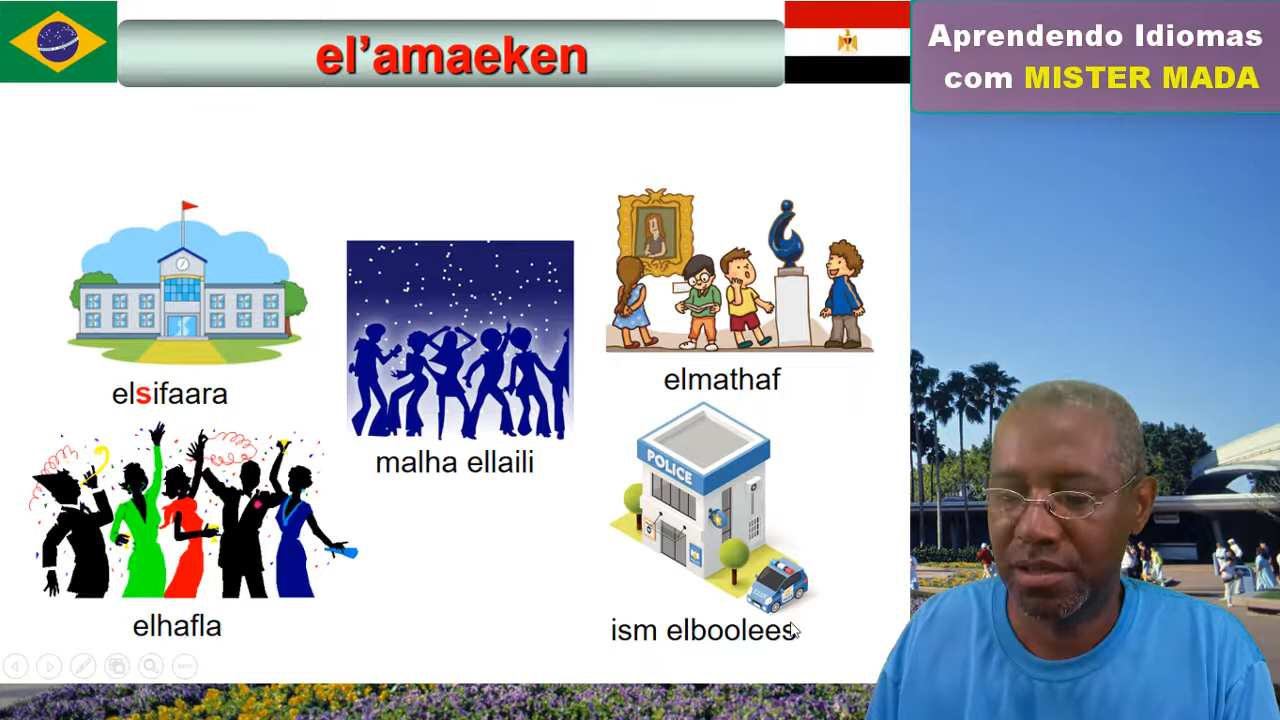 el’amaeken
Aprendendo Idiomas
com MISTER MADA
elsifaara
malha ellaili
elmathaf
POLICE
elhafla
ism elboolees